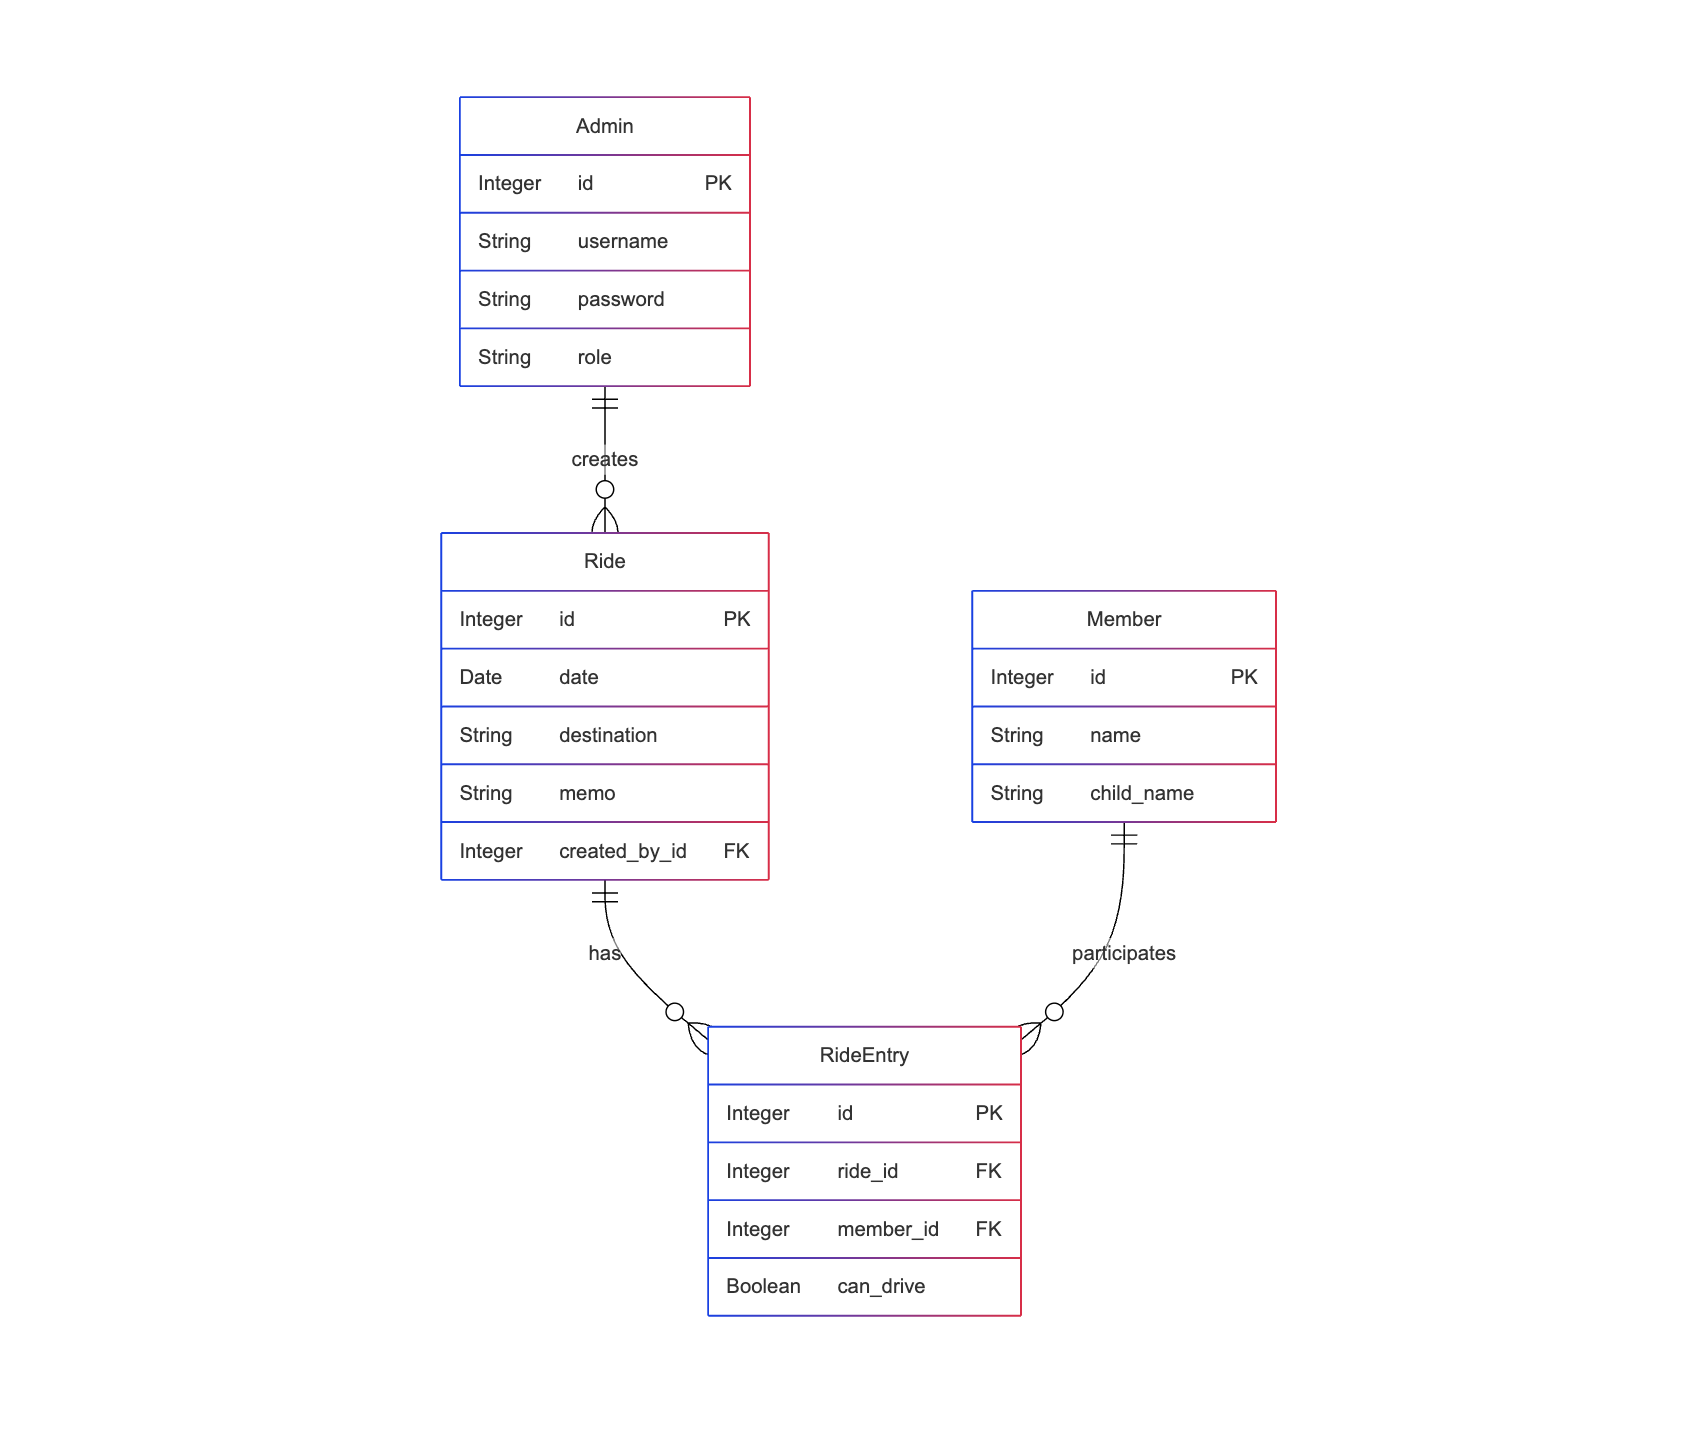 Admin
Integer id PK
String username
String password
String role
creates
Ride
Integer id PK
Date date
String destination
String memo
Integer created_by_id FK
Member
Integer id PK
String name
String child_name
has
participates
RideEntry
Integer id PK
Integer ride_id FK
Integer member_id FK
Boolean can_drive